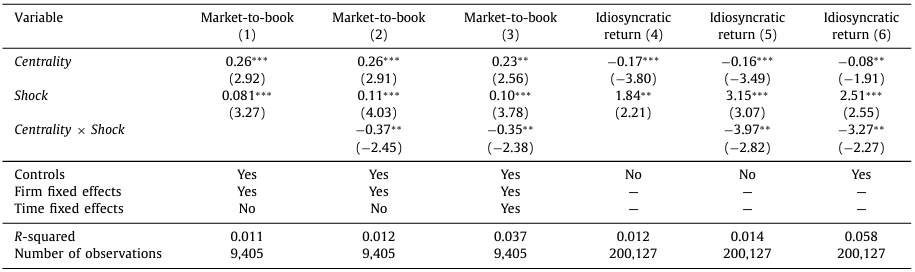 Variable Market-to-book Market-to-book Market-to-book Idiosyncratic Idiosyncratic Idiosyncratic
(1) (2) (3) return (4) return (5) return (6)
Centrality 0.26*** 0.26*** 0.23** −0.17*** −0.16*** −0.08**
(2.92) (2.91) (2.56) (−3.80) (−3.49) (−1.91)
Shock 0.081*** 0.11*** 0.10*** 1.84** 3.15*** 2.51***
(3.27) (4.03) (3.78) (2.21) (3.07) (2.55)
Centrality × Shock −0.37** −0.35** −3.97** −3.27**
(−2.45) (−2.38) (−2.82) (−2.27)
Controls Yes Yes Yes No No Yes
Firm fixed effects Yes Yes Yes — — —
Time fixed effects No No Yes — — —
R-squared 0.011 0.012 0.037 0.012 0.014 0.058
Number of observations 9,405 9,405 9,405 200,127 200,127 200,127